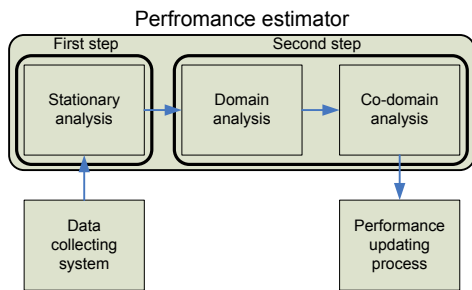 Perfromance estimator
First step
Second step
Stationary
analysis
Domain
analysis
Co-domain
analysis
Data
collecting
system
Performance
updating
process